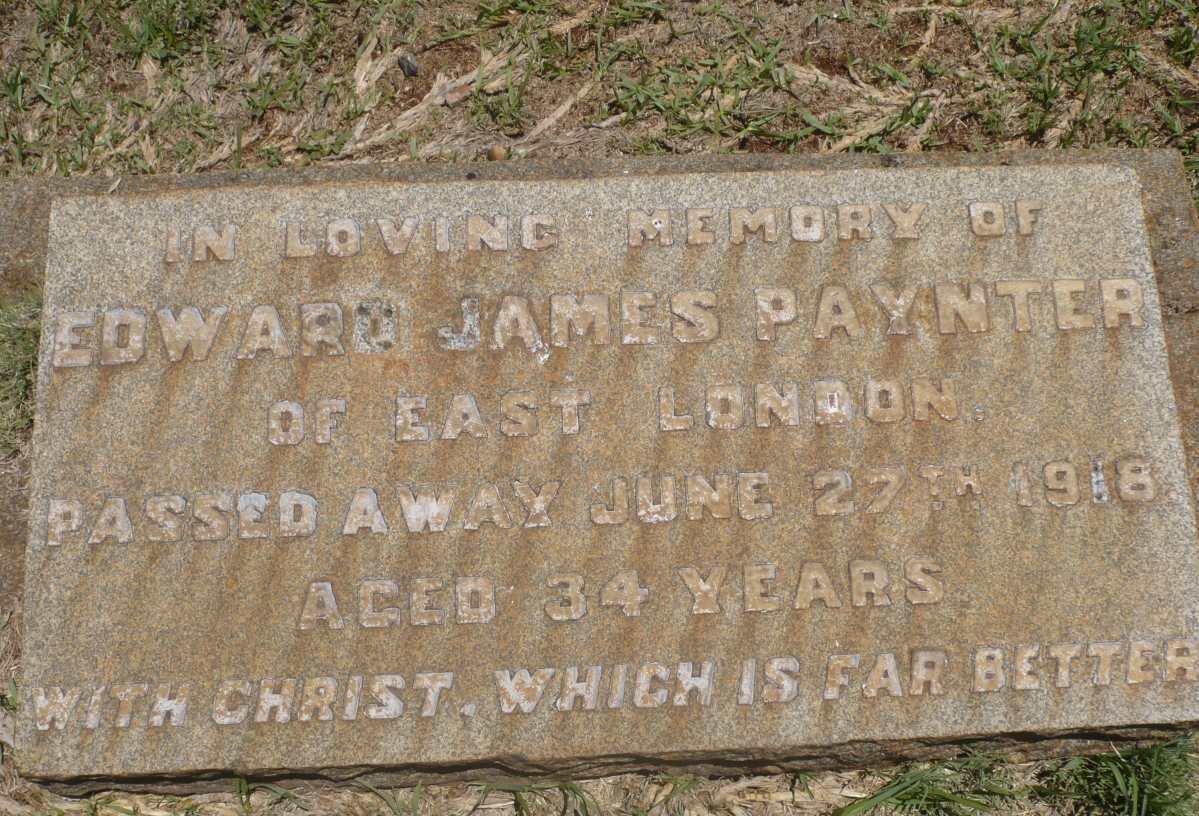 IN LOVING MEMORY OF
EDWARD JAMES PAYNTER
OF EAST LONDON.
PASSED AWAY JUNE 27TH 1918.
AGED 34 YEARS
WITH CHRIST, WHICH IS FAR BETTER